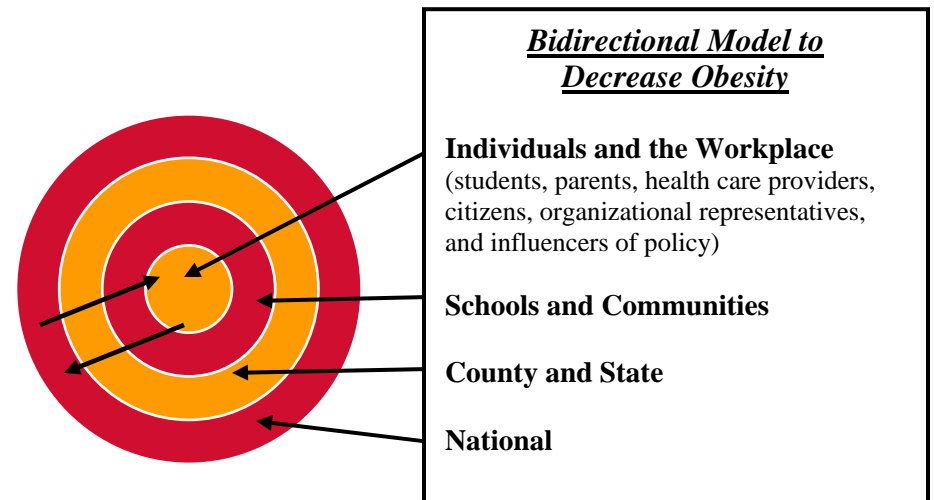 Bidirectional Model to
Decrease Obesity
Individuals and the Workplace
(students, parents, health care providers,
citizens, organizational representatives,
and influencers of policy)
Schools and Communities
County and State
National